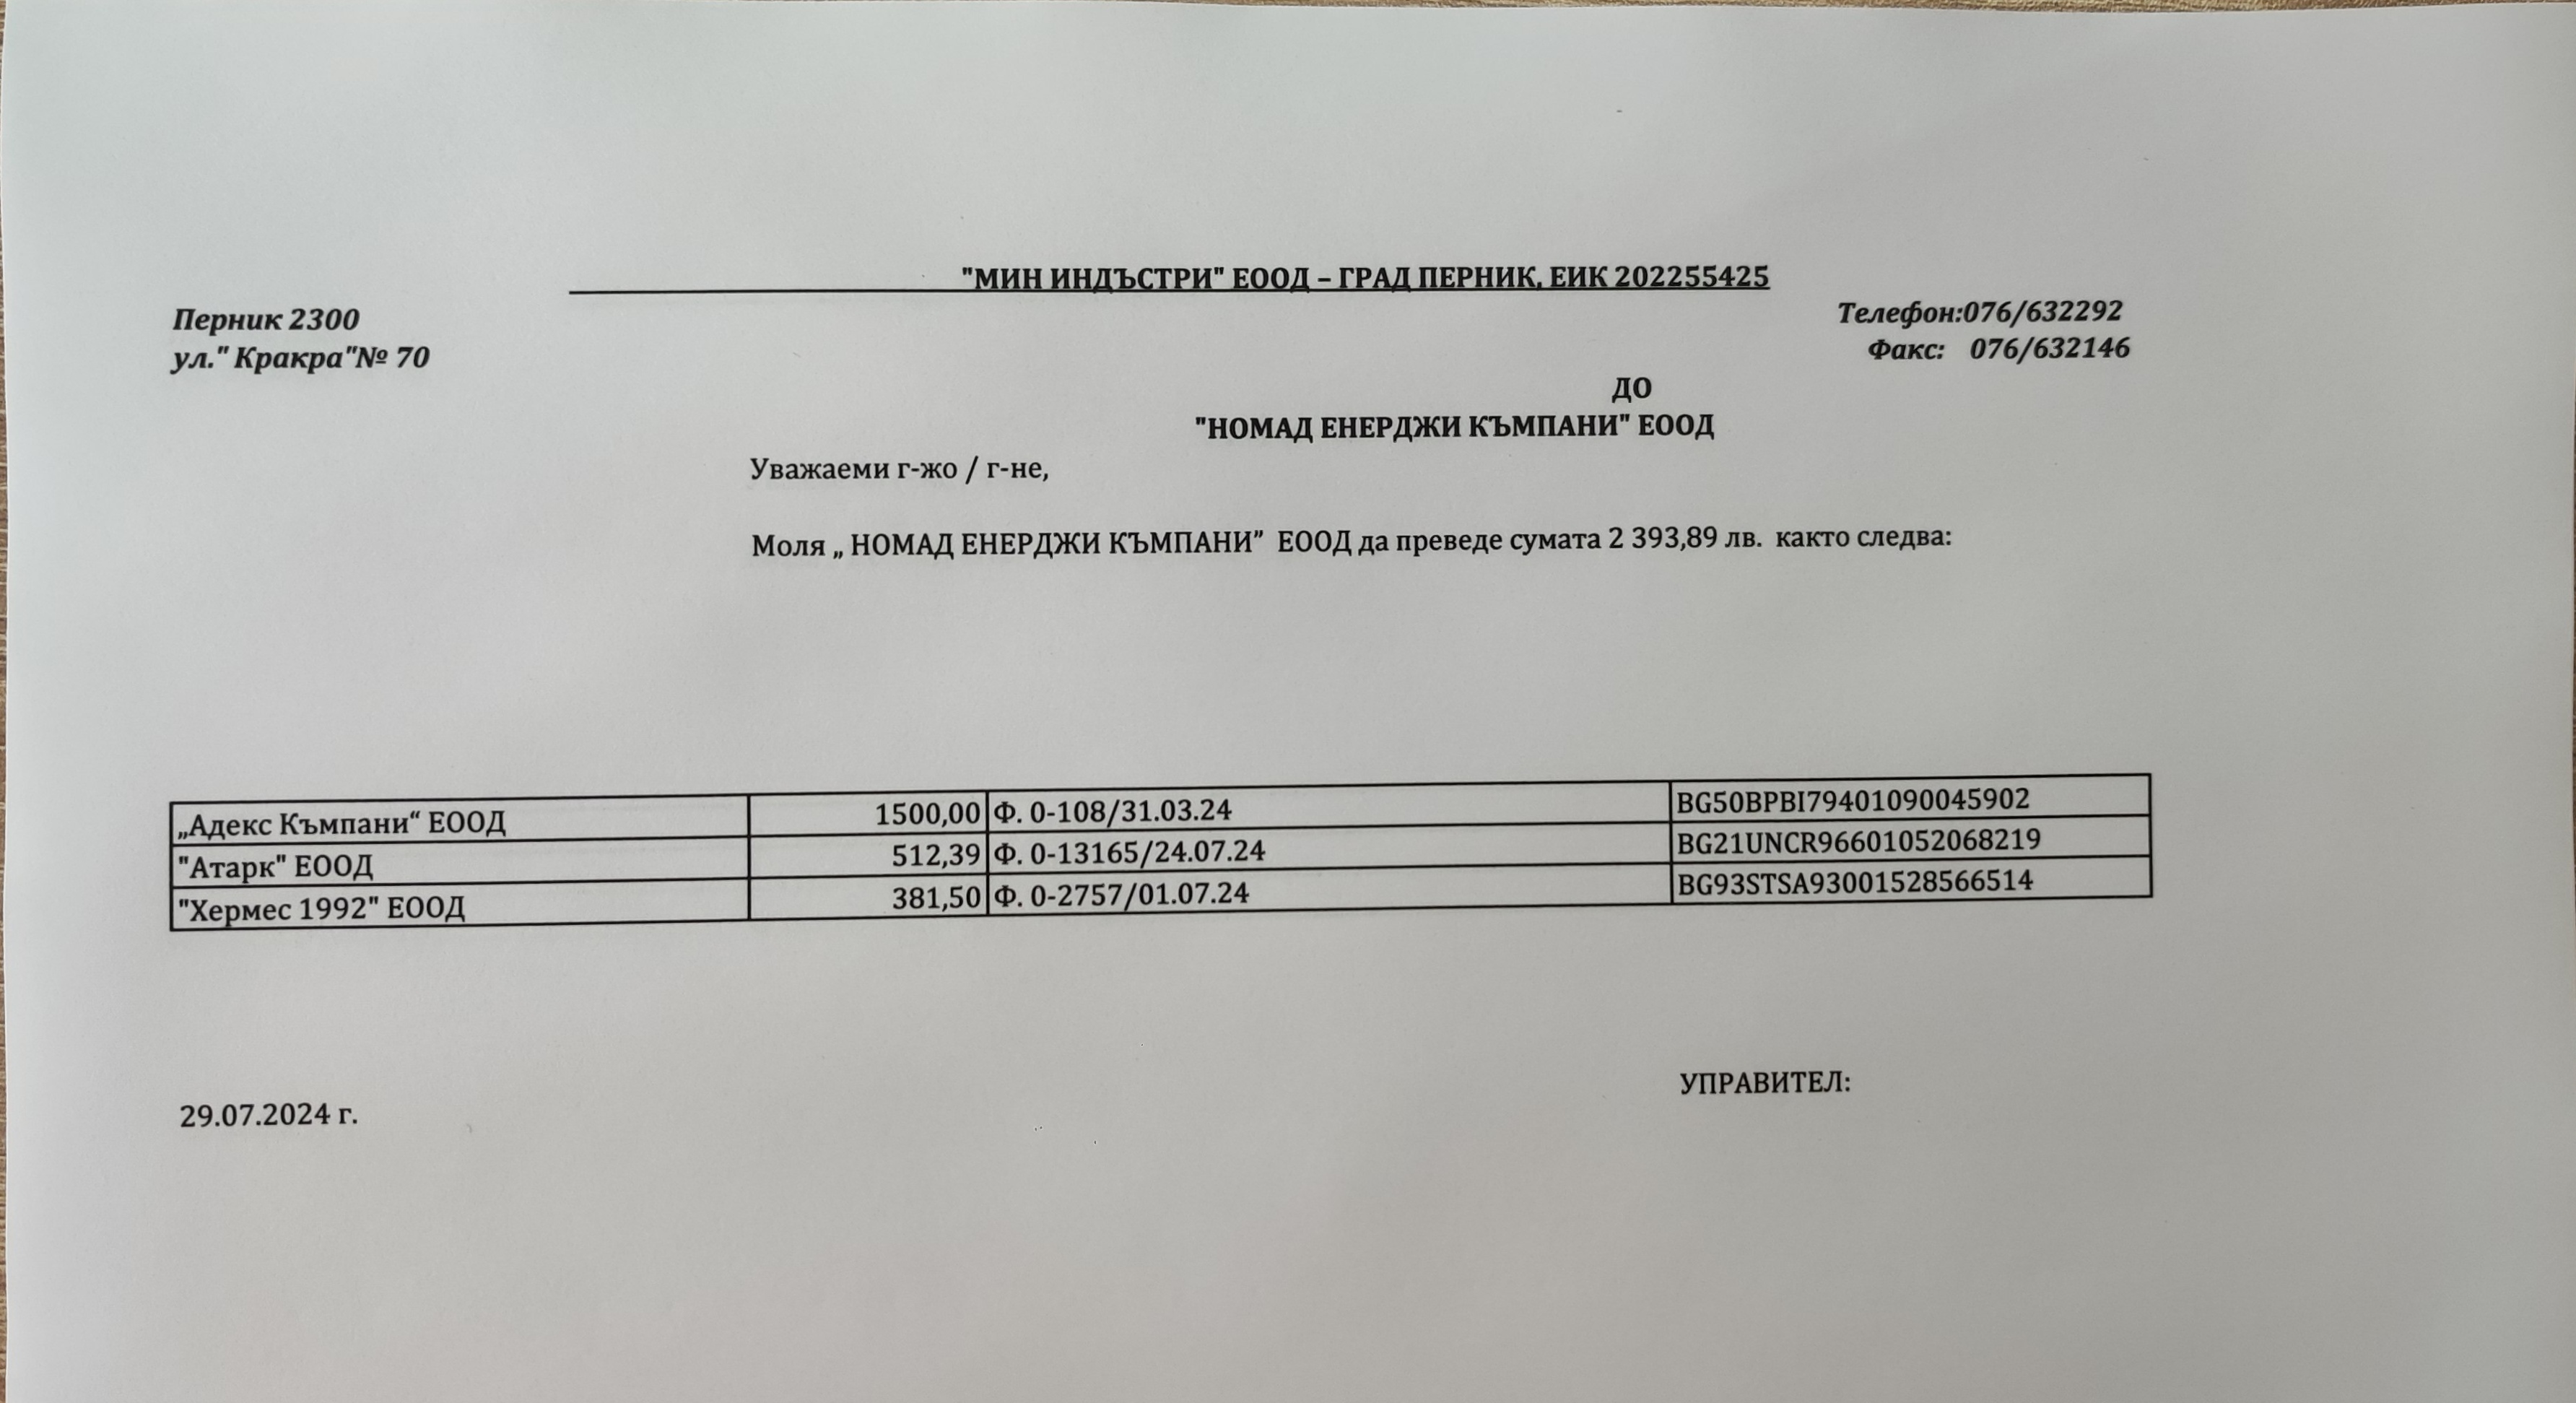 "МИН ИНДЪСТРИ" ЕООД – ГРАД ПЕРНИК, ЕИК 202255425
Перник 2300 Телефон:076/632292
ул." Кракра"№ 70 Факс: 076/632146
ДО
"НОМАД ЕНЕРДЖИ КЪМПАНИ" ЕООД
Уважаеми г-жо / г-не,
Моля „ НОМАД ЕНЕРДЖИ КЪМПАНИ” ЕООД да преведе сумата 2 393,89 лв. както следва:
„Адекс Къмпани“ ЕООД 1500,00 Ф. 0-108/31.03.24 BG50BPBI79401090045902
"Атарк" ЕООД 512,39 Ф. 0-13165/24.07.24 BG21UNCR96601052068219
"Хермес 1992" ЕООД 381,50 Ф. 0-2757/01.07.24 BG93STSA93001528566514
УПРАВИТЕЛ:
29.07.2024 г.